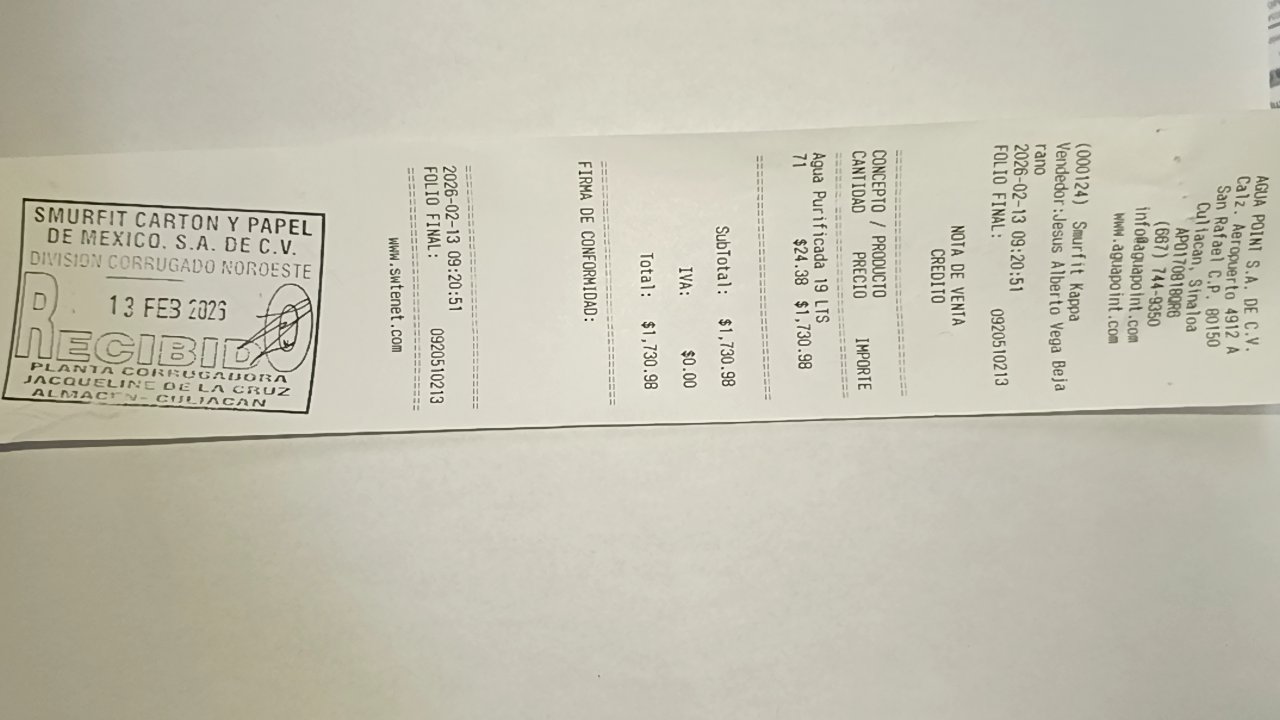 AGUA POINT S.A. DE C.V.
Calz. Aeropuerto 4912 A
San Rafael C.P. 80150
Culiacan, Sinaloa
APO170818Q86
(667) 744-9350
info@aguapoint.com
www.aguapoint.com
(000124) Smurfit Kappa
Vendedor:Jesus Alberto Vega Beja
rano
2026-02-13 09:20:51
FOLIO FINAL: 0920510213
NOTA DE VENTA
CREDITO
CONCEPTO / PRODUCTO
CANTIDAD PRECIO IMPORTE
Agua Purificada 19 LTS
71 $24.38 $1,730.98
SubTotal: $1,730.98
IVA: $0.00
Total: $1,730.98
FIRMA DE CONFORMIDAD:
2026-02-13 09:20:51
FOLIO FINAL: 0920510213
www.swtenet.com
SMURFIT CARTON Y PAPEL
DE MEXICO. S.A. DE C.V.
DIVISION CORRUGADO NOROESTE
13 FEB 2026
RECIBIDO
PLANTA CORRUGADORA
JACQUELINE DE LA CRUZ
ALMACEN- CULIACAN